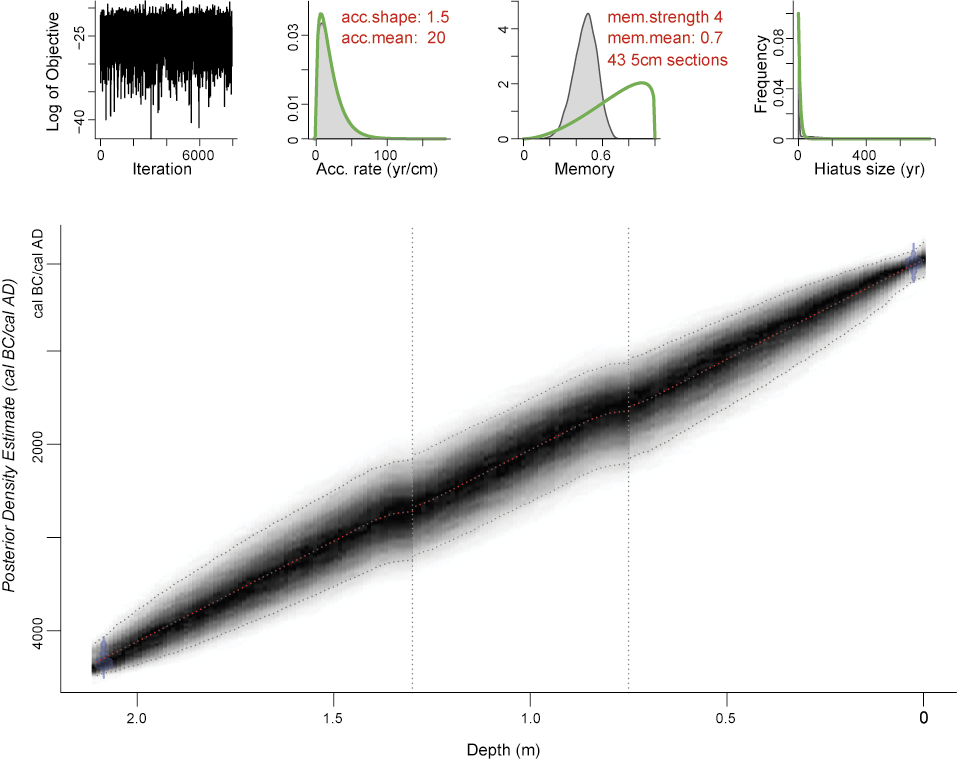 Log of Objective
−25
−40
0
6000
Iteration
0.03
0.01
0
acc.shape: 1.5
acc.mean: 20
0
100
Acc. rate (yr/cm)
4
2
0
mem.strength 4
mem.mean: 0.7
43 5cm sections
0
0.6
Memory
Frequency
0.08
0.04
0
0
400
Hiatus size (yr)
Posterior Density Estimate (cal BC/cal AD)
cal BC/cal AD
2000
4000
2.0
1.5
1.0
0.5
0
Depth (m)